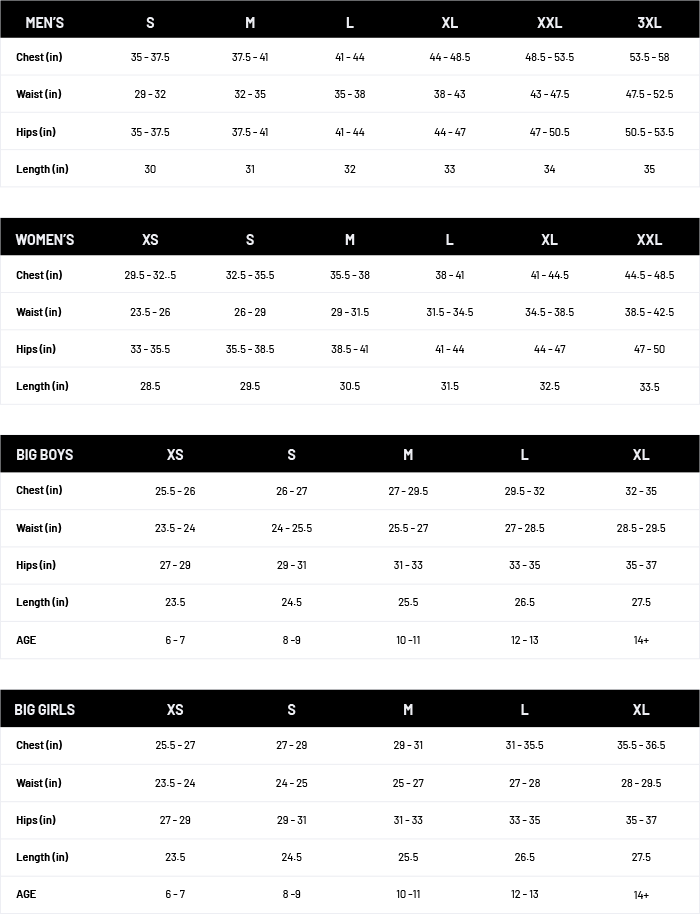 MEN'S S M L XL XXL 3XL
Chest (in) 35 - 37.5 37.5 - 41 41 - 44 44 - 48.5 48.5 - 53.5 53.5 - 58
Waist (in) 29 - 32 32 - 35 35 - 38 38 - 43 43 - 47.5 47.5 - 52.5
Hips (in) 35 - 37.5 37.5 - 41 41 - 44 44 - 47 47 - 50.5 50.5 - 53.5
Length (in) 30 31 32 33 34 35
WOMEN'S XS S M L XL XXL
Chest (in) 29.5 - 32..5 32.5 - 35.5 35.5 - 38 38 - 41 41 - 44.5 44.5 - 48.5
Waist (in) 23.5 - 26 26 - 29 29 - 31.5 31.5 - 34.5 34.5 - 38.5 38.5 - 42.5
Hips (in) 33 - 35.5 35.5 - 38.5 38.5 - 41 41 - 44 44 - 47 47 - 50
Length (in) 28.5 29.5 30.5 31.5 32.5 33.5
BIG BOYS XS S M L XL
Chest (in) 25.5 - 26 26 - 27 27 - 29.5 29.5 - 32 32 - 35
Waist (in) 23.5 - 24 24 - 25.5 25.5 - 27 27 - 28.5 28.5 - 29.5
Hips (in) 27 - 29 29 - 31 31 - 33 33 - 35 35 - 37
Length (in) 23.5 24.5 25.5 26.5 27.5
AGE 6 - 7 8 -9 10 -11 12 - 13 14+
BIG GIRLS XS S M L XL
Chest (in) 25.5 - 27 27 - 29 29 - 31 31 - 35.5 35.5 - 36.5
Waist (in) 23.5 - 24 24 - 25 25 - 27 27 - 28 28 - 29.5
Hips (in) 27 - 29 29 - 31 31 - 33 33 - 35 35 - 37
Length (in) 23.5 24.5 25.5 26.5 27.5
AGE 6 - 7 8 -9 10 -11 12 - 13 14+